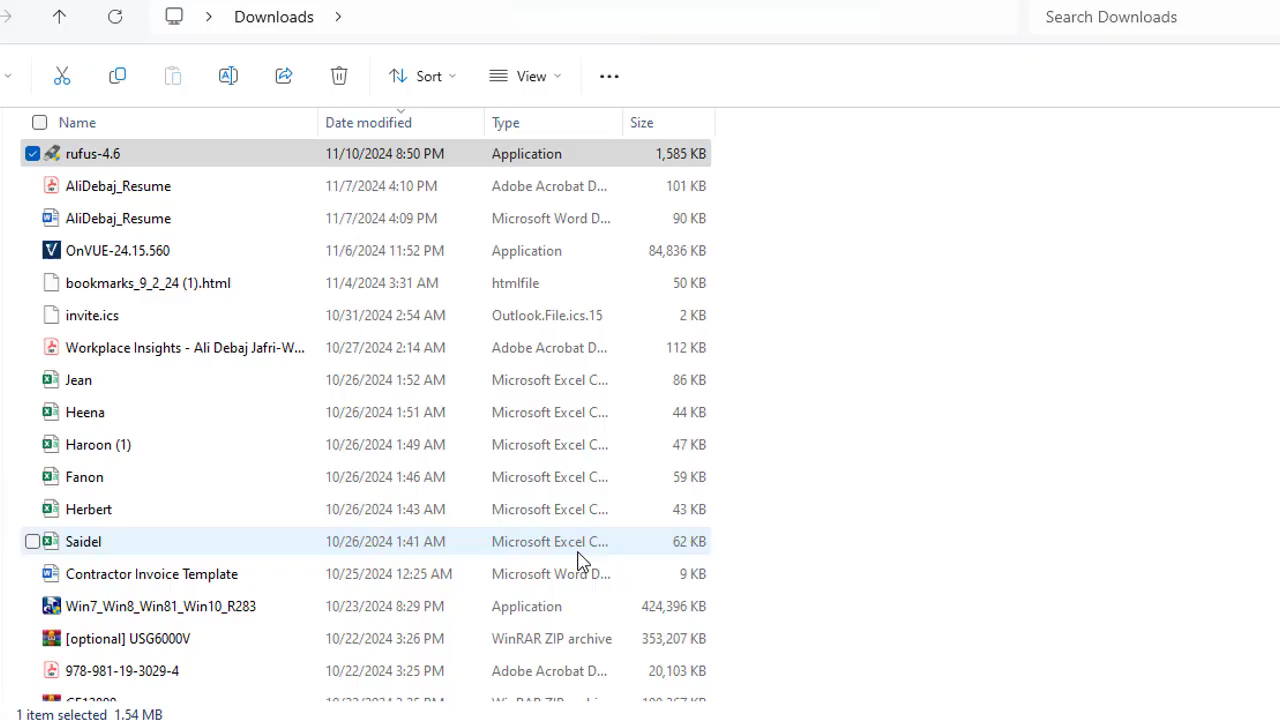 Downloads
Search Downloads
Sort
View
Name Date modified Type Size
rufus-4.6 11/10/2024 8:50 PM Application 1,585 KB
AliDebaj_Resume 11/7/2024 4:10 PM Adobe Acrobat D... 101 KB
AliDebaj_Resume 11/7/2024 4:09 PM Microsoft Word D... 90 KB
OnVUE-24.15.560 11/6/2024 11:52 PM Application 84,836 KB
bookmarks_9_2_24 (1).html 11/4/2024 3:31 AM htmlfile 50 KB
invite.ics 10/31/2024 2:54 AM Outlook.File.ics.15 2 KB
Workplace Insights - Ali Debaj Jafri-W... 10/27/2024 2:14 AM Adobe Acrobat D... 112 KB
Jean 10/26/2024 1:52 AM Microsoft Excel C... 86 KB
Heena 10/26/2024 1:51 AM Microsoft Excel C... 44 KB
Haroon (1) 10/26/2024 1:49 AM Microsoft Excel C... 47 KB
Fanon 10/26/2024 1:46 AM Microsoft Excel C... 59 KB
Herbert 10/26/2024 1:43 AM Microsoft Excel C... 43 KB
Saidel 10/26/2024 1:41 AM Microsoft Excel C... 62 KB
Contractor Invoice Template 10/25/2024 12:25 AM Microsoft Word D... 9 KB
Win7_Win8_Win81_Win10_R283 10/23/2024 8:29 PM Application 424,396 KB
[optional] USG6000V 10/22/2024 3:26 PM WinRAR ZIP archive 353,207 KB
978-981-19-3029-4 10/22/2024 3:25 PM Adobe Acrobat D... 20,103 KB
1 item selected 1.54 MB